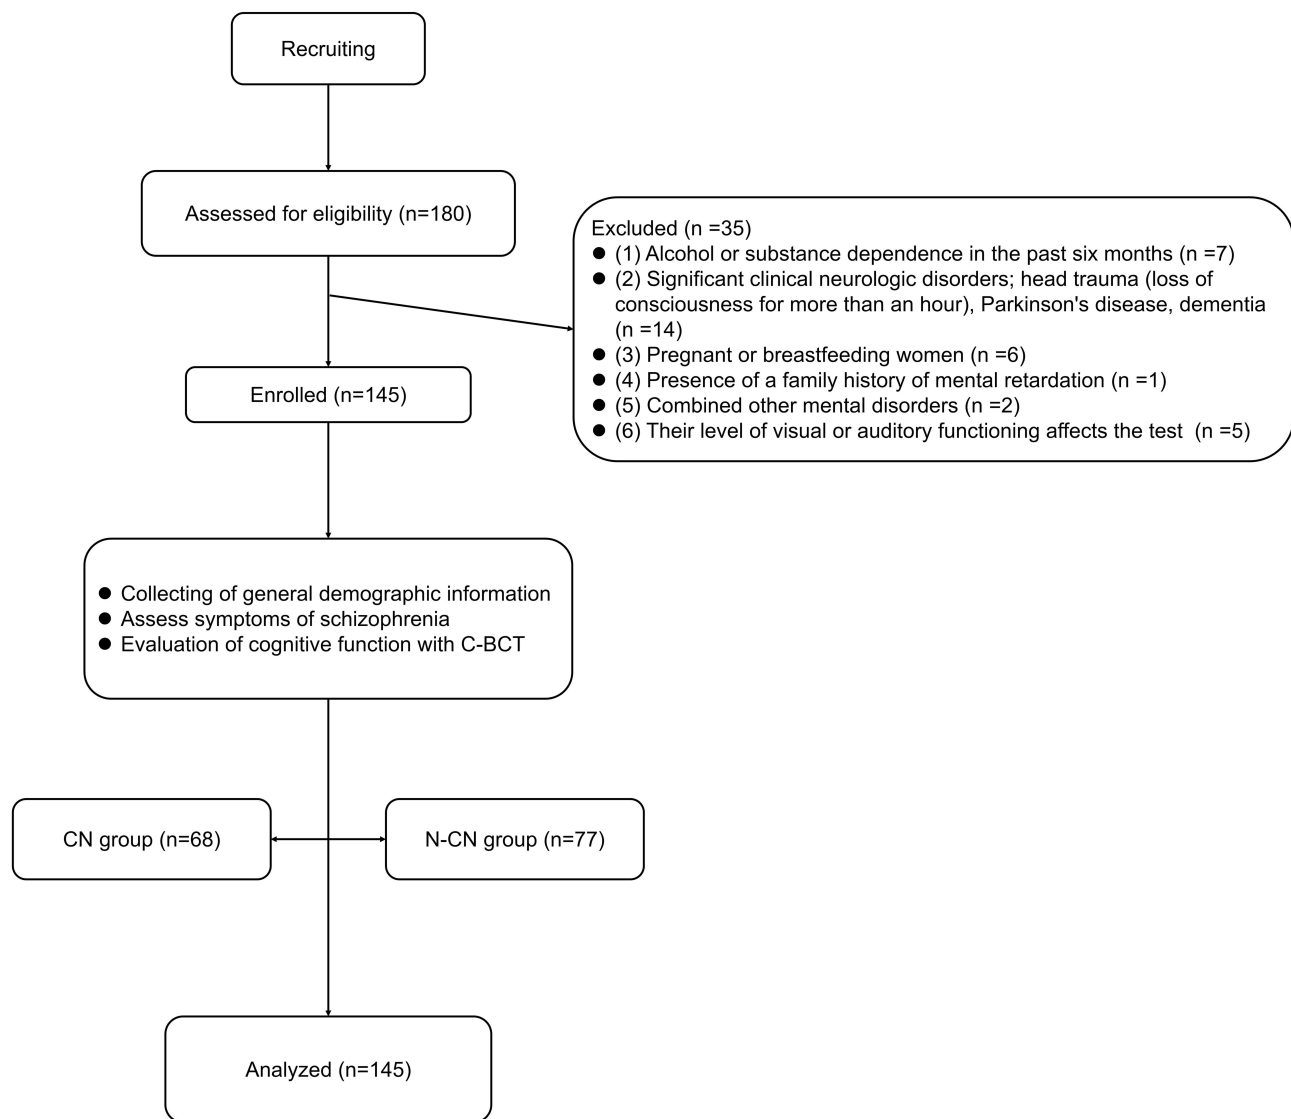 Recruiting
Assessed for eligibility (n=180)
Excluded (n =35)
● (1) Alcohol or substance dependence in the past six months (n =7)
● (2) Significant clinical neurologic disorders; head trauma (loss of
consciousness for more than an hour), Parkinson's disease, dementia
(n =14)
● (3) Pregnant or breastfeeding women (n =6)
● (4) Presence of a family history of mental retardation (n =1)
● (5) Combined other mental disorders (n =2)
● (6) Their level of visual or auditory functioning affects the test  (n =5)
Enrolled (n=145)
● Collecting of general demographic information
● Assess symptoms of schizophrenia
● Evaluation of cognitive function with C-BCT
CN group (n=68)
N-CN group (n=77)
Analyzed (n=145)